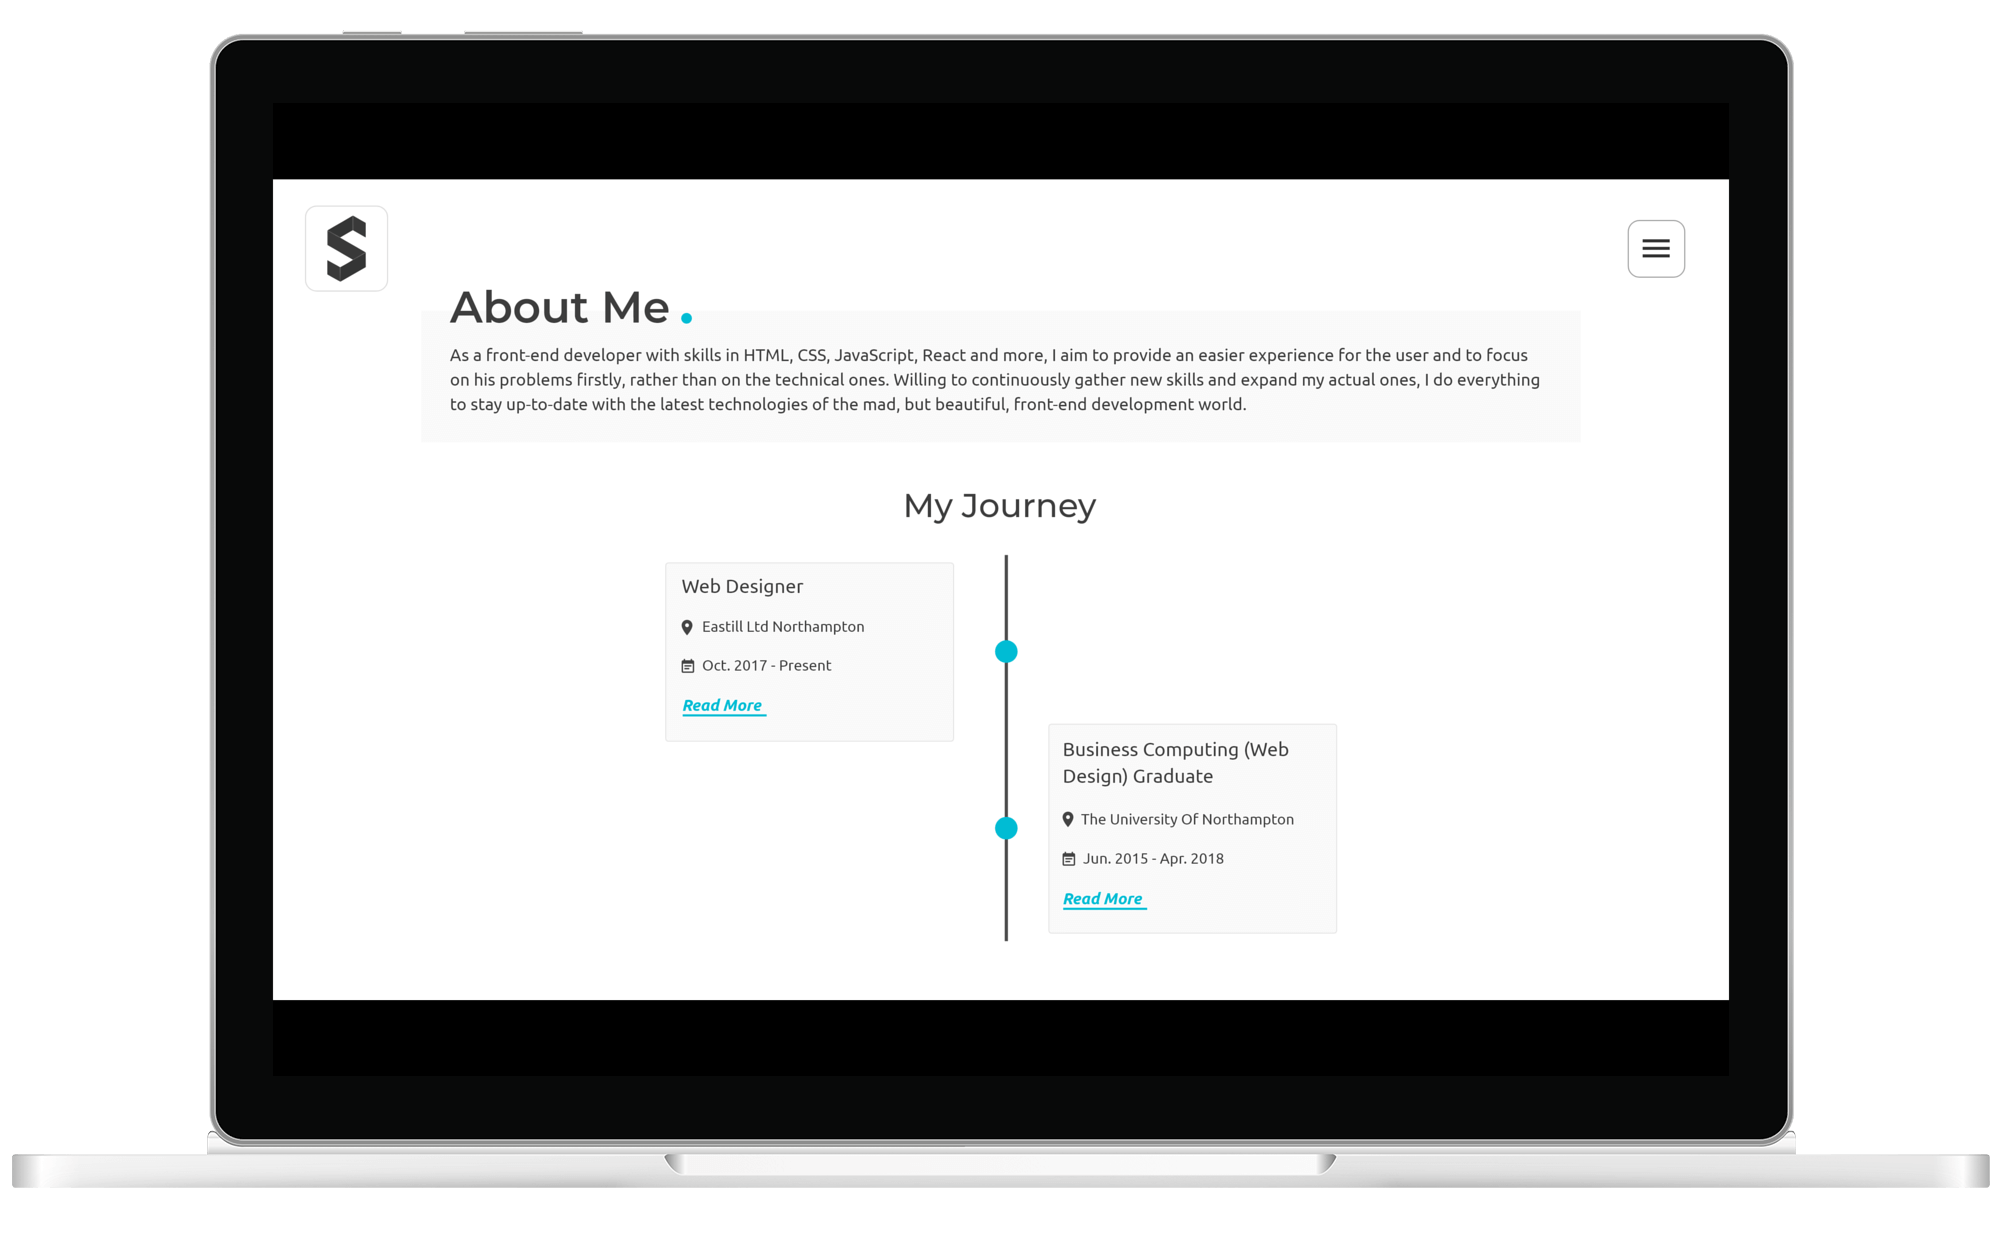 S
About Me .
As a front-end developer with skills in HTML, CSS, JavaScript, React and more, I aim to provide an easier experience for the user and to focus
on his problems firstly, rather than on the technical ones. Willing to continuously gather new skills and expand my actual ones, I do everything
to stay up-to-date with the latest technologies of the mad, but beautiful, front-end development world.
My Journey
Web Designer
Eastill Ltd Northampton
Oct. 2017 - Present
Read More
Business Computing (Web
Design) Graduate
The University Of Northampton
Jun. 2015 - Apr. 2018
Read More